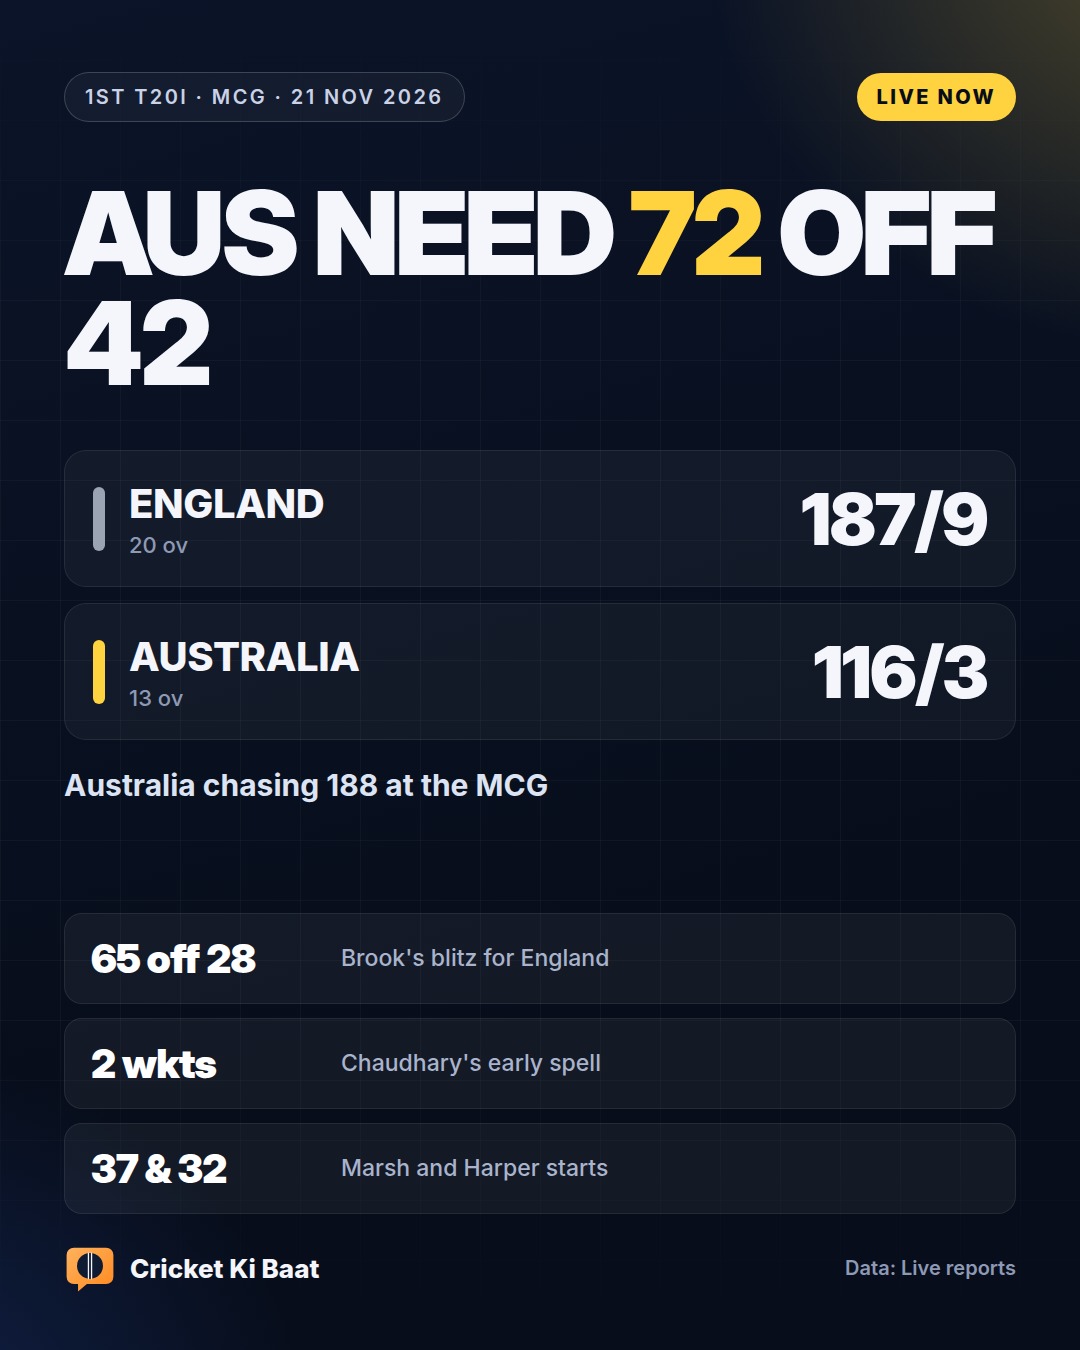 1ST T20I · MCG · 21 NOV 2026
LIVE NOW
AUS NEED 72 OFF
42
ENGLAND
20 ov
187/9
AUSTRALIA
13 ov
116/3
Australia chasing 188 at the MCG
65 off 28
Brook's blitz for England
2 wkts
Chaudhary's early spell
37 & 32
Marsh and Harper starts
Cricket Ki Baat
Data: Live reports